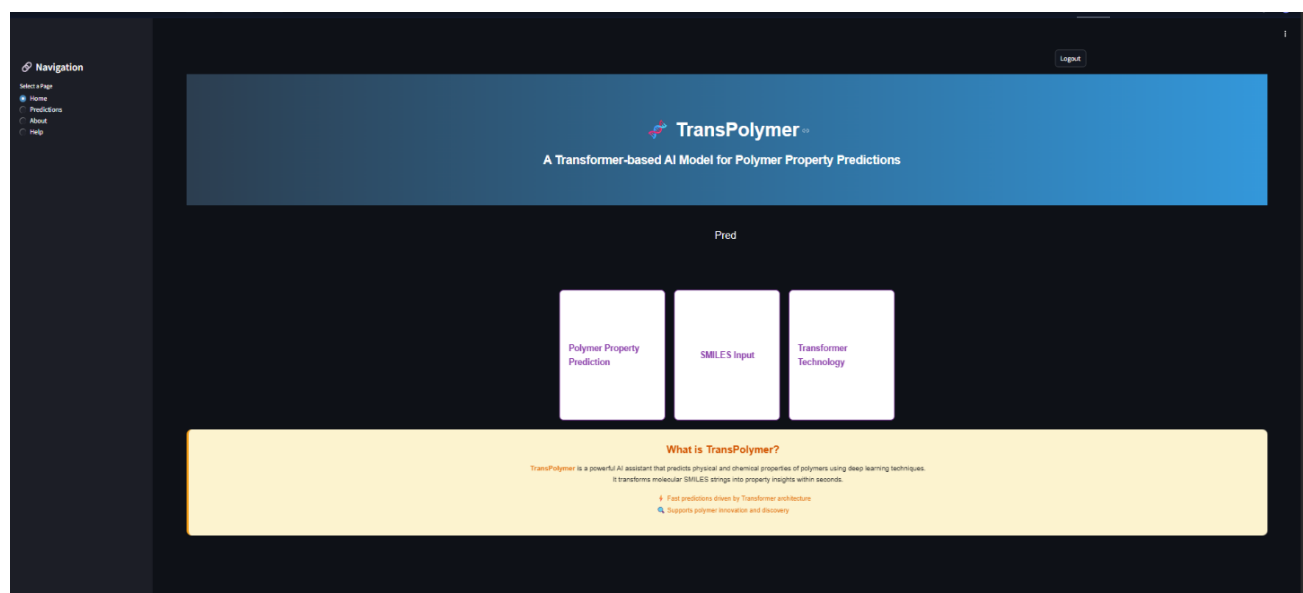 Navigation
Select a Page
Home
Predictions
About
Help
Logout
TransPolymer
A Transformer-based AI Model for Polymer Property Predictions
Pred
Polymer Property
Prediction
SMILES Input
Transformer
Technology
What is TransPolymer?
TransPolymer is a powerful AI assistant that predicts physical and chemical properties of polymers using deep learning techniques.
It transforms molecular SMILES strings into property insights within seconds.
Fast predictions driven by Transformer architecture
Supports polymer innovation and discovery